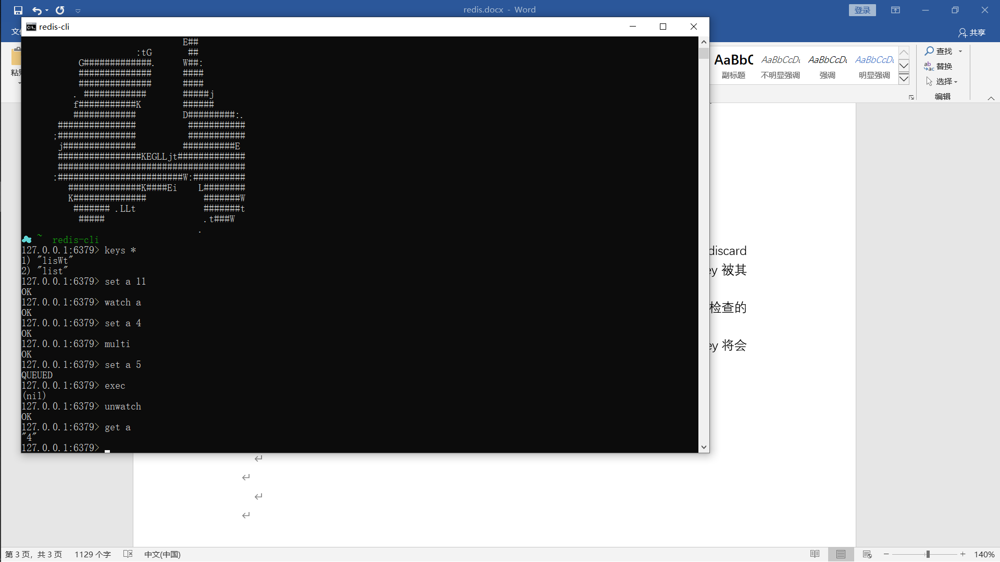 redis.docx - Word
登录
共享
redis-cli
E##
:tG ##
G#############. W##:
############## ####
############## ####
. ############ #####j
f###########K ######
############ D#########:.
############### ###########
;############### ###########
j############## ##########E
################KEGLLjt#############
####################################
:########################W:##########
##############K####Ei L########
K############## #######W
####### .LLt #######t
##### .t###W
.
~ redis-cli
127.0.0.1:6379> keys *
1) "lisWt"
2) "list"
127.0.0.1:6379> set a 11
OK
127.0.0.1:6379> watch a
OK
127.0.0.1:6379> set a 4
OK
127.0.0.1:6379> multi
OK
127.0.0.1:6379> set a 5
QUEUED
127.0.0.1:6379> exec
(nil)
127.0.0.1:6379> unwatch
OK
127.0.0.1:6379> get a
"4"
127.0.0.1:6379>
AaBbC AaBbCcDc AaBbCcDc AaBbCcDc
副标题 不明显强调 强调 明显强调
查找
替换
选择
编辑
discard
ey 被其
检查的
ey 将会
第 3 页，共 3 页 1129 个字 中文(中国) 140%